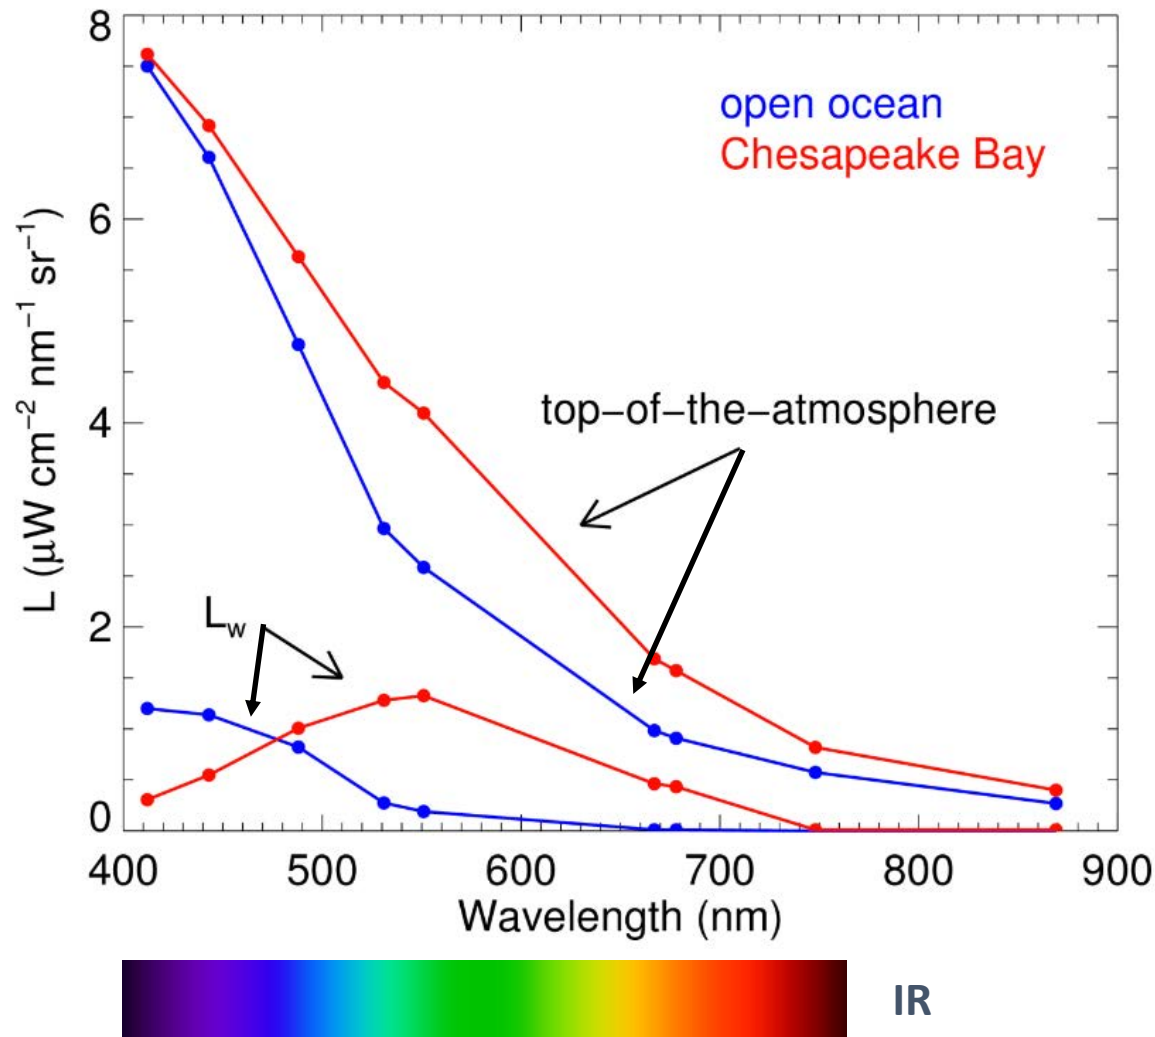 8
6
4
2
0
L (μW cm⁻² nm⁻¹ sr⁻¹)
open ocean
Chesapeake Bay
top−of−the−atmosphere
Lw
400 500 600 700 800 900
Wavelength (nm)
IR